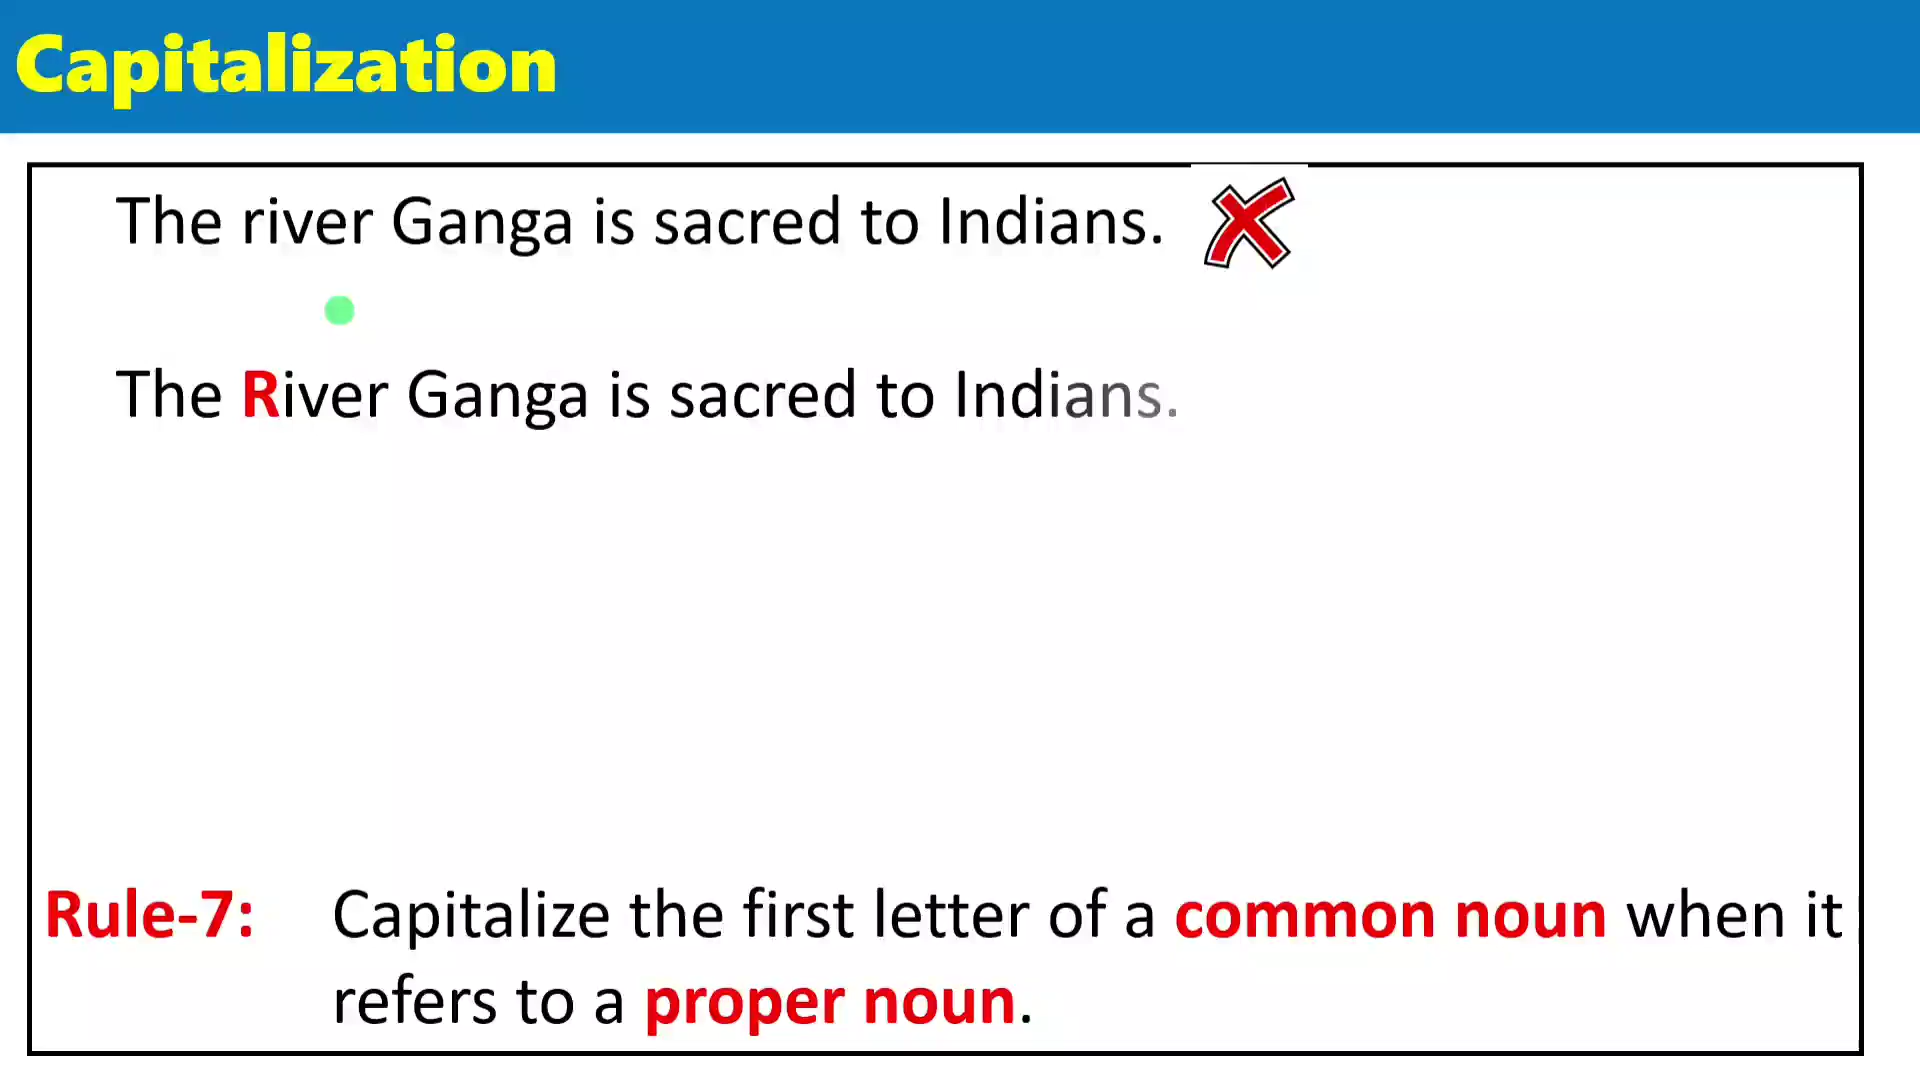 Capitalization
The river Ganga is sacred to Indians.
The River Ganga is sacred to Indians.
Rule-7: Capitalize the first letter of a common noun when it
refers to a proper noun.